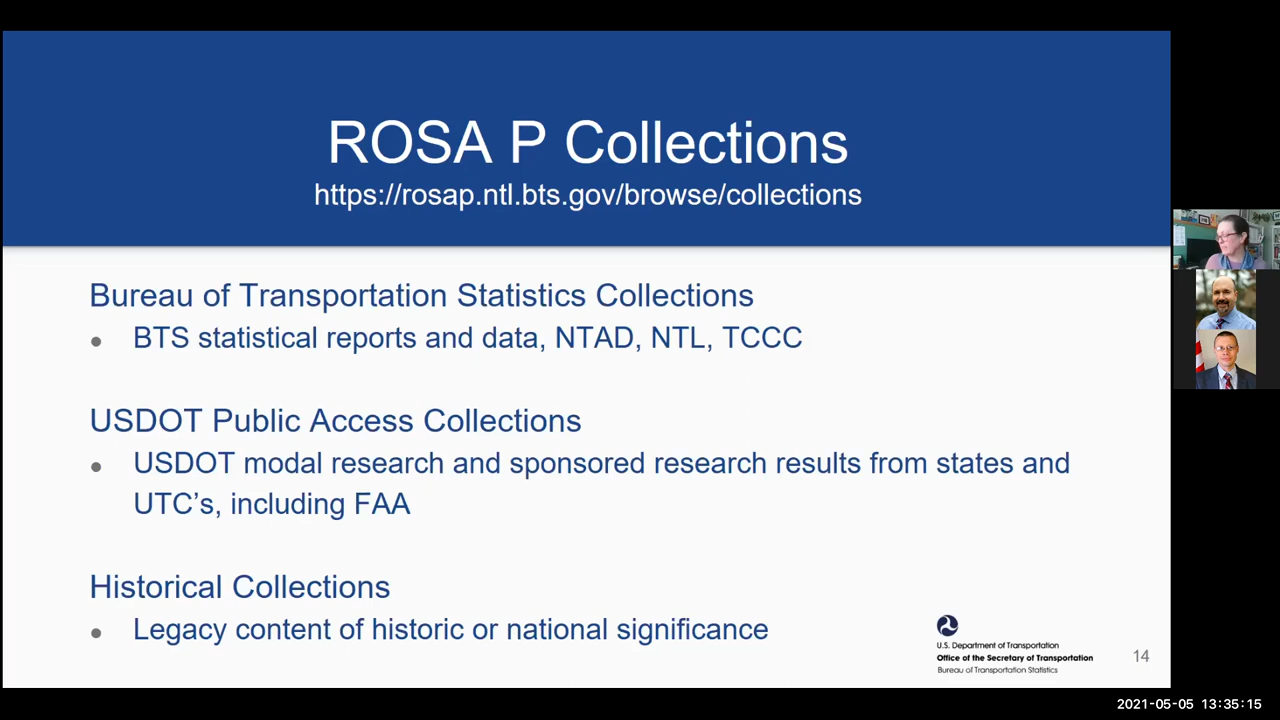 ROSA P Collections
https://rosap.ntl.bts.gov/browse/collections
Bureau of Transportation Statistics Collections
• BTS statistical reports and data, NTAD, NTL, TCCC
USDOT Public Access Collections
• USDOT modal research and sponsored research results from states and
UTC's, including FAA
Historical Collections
• Legacy content of historic or national significance
U.S. Department of Transportation
Office of the Secretary of Transportation
Bureau of Transportation Statistics
14
2021-05-05 13:35:15